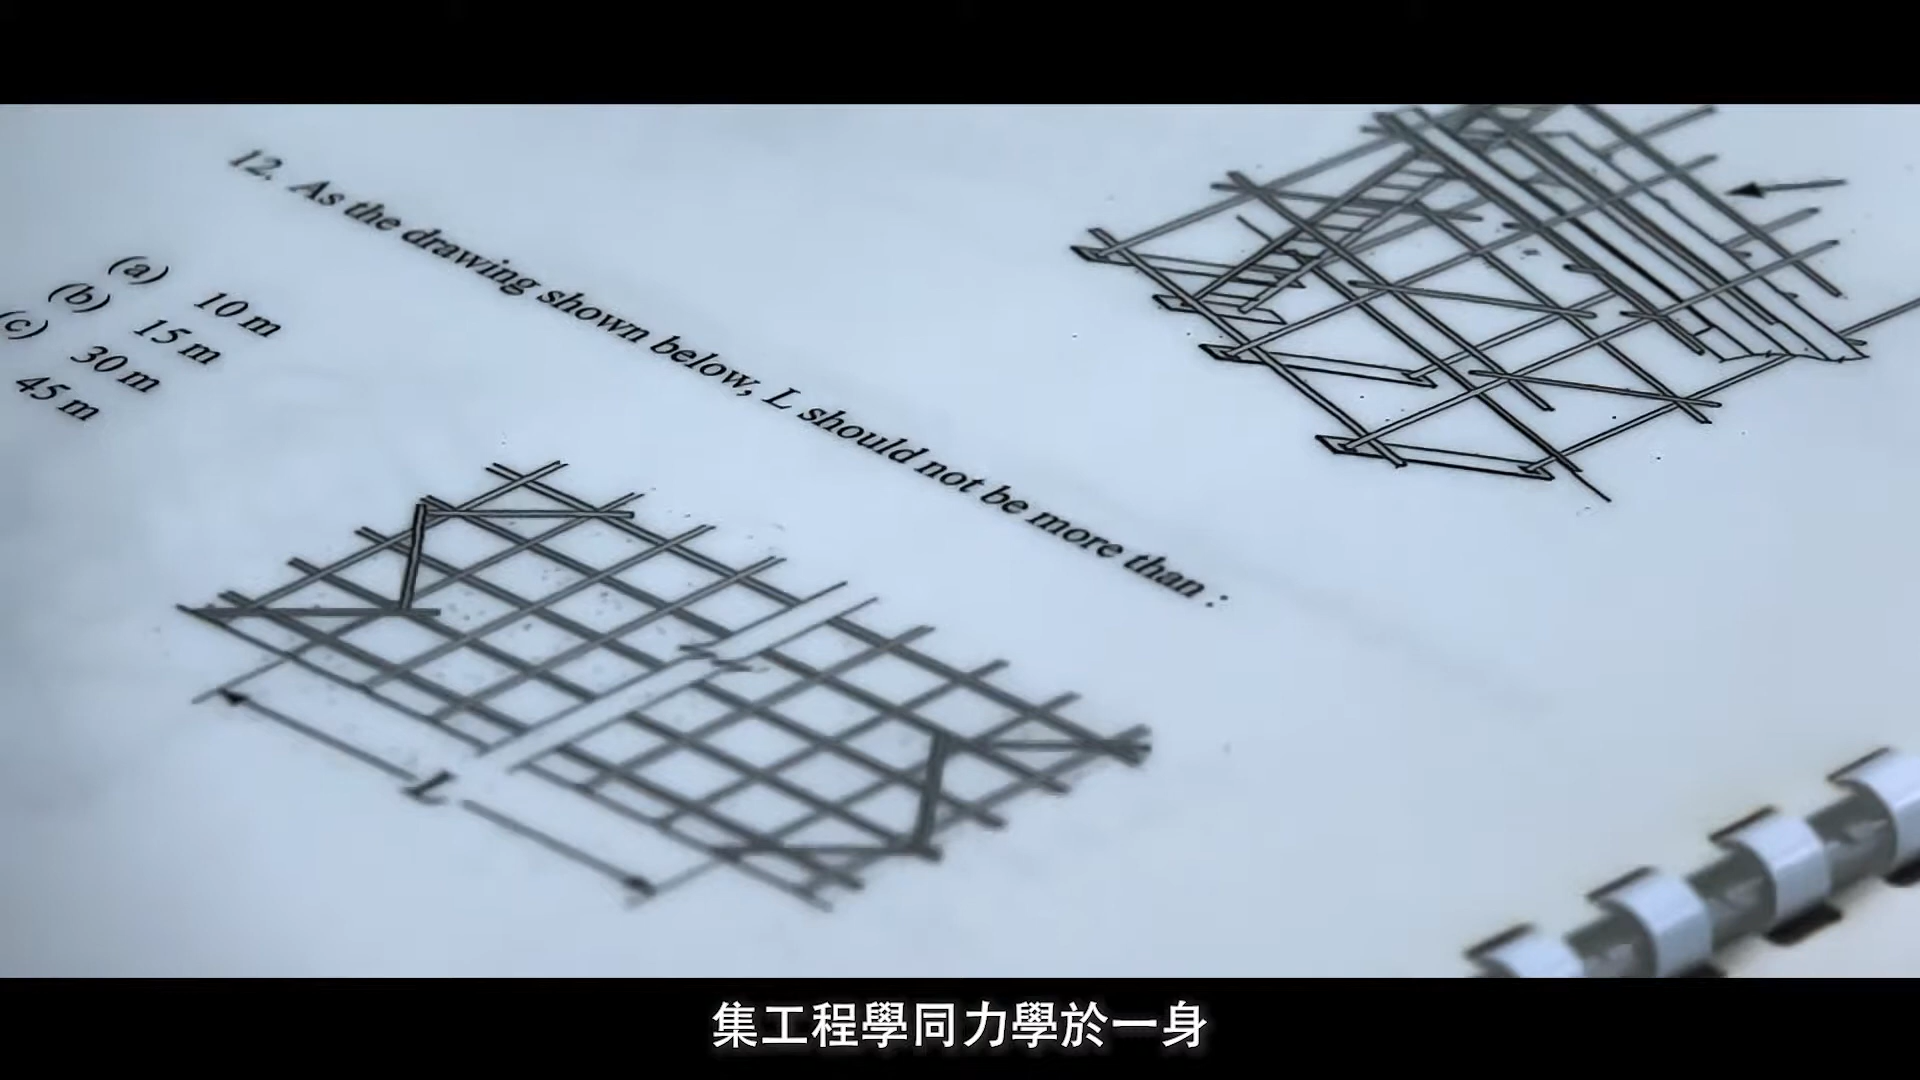 12. As the drawing shown below, L should not be more than :
(a) 10 m
(b) 15 m
(c) 30 m
45 m
L
集工程學同力學於一身